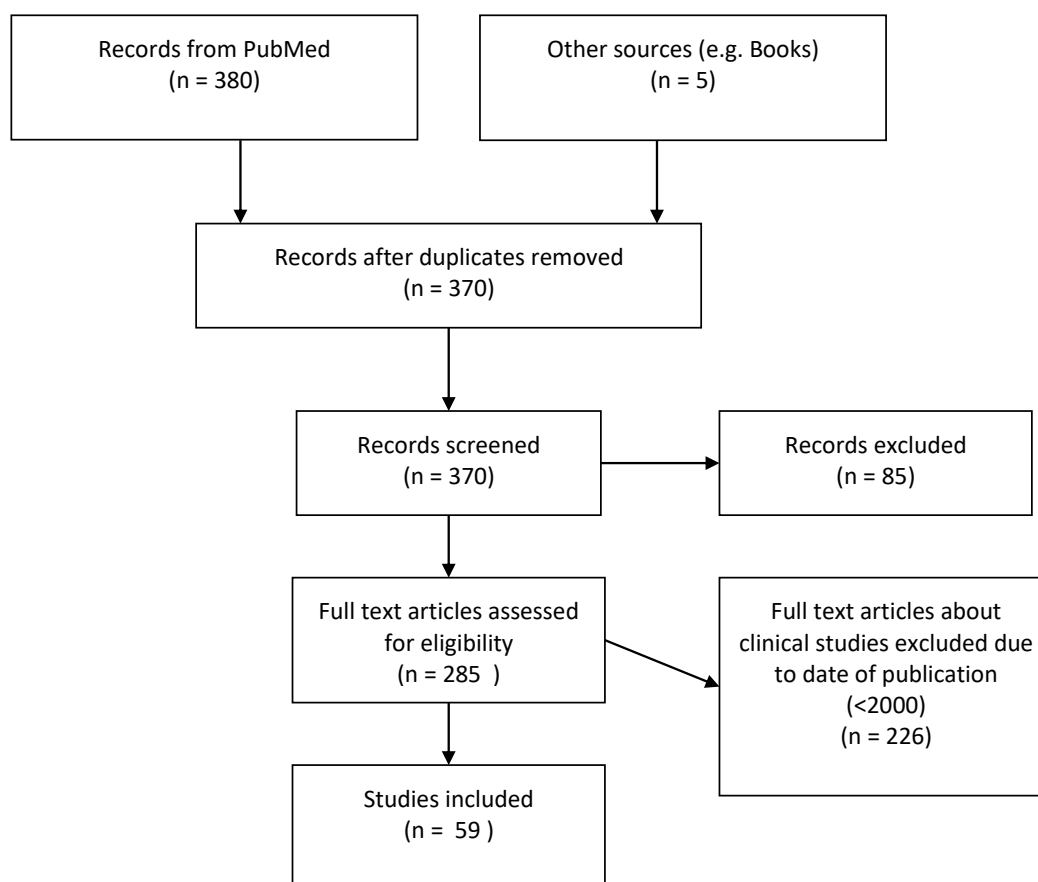 Records from PubMed
(n = 380)
Other sources (e.g. Books)
(n = 5)
Records after duplicates removed
(n = 370)
Records screened
(n = 370)
Records excluded
(n = 85)
Full text articles assessed
for eligibility
(n = 285  )
Full text articles about
clinical studies excluded due
to date of publication
(<2000)
(n = 226)
Studies included
(n =  59 )